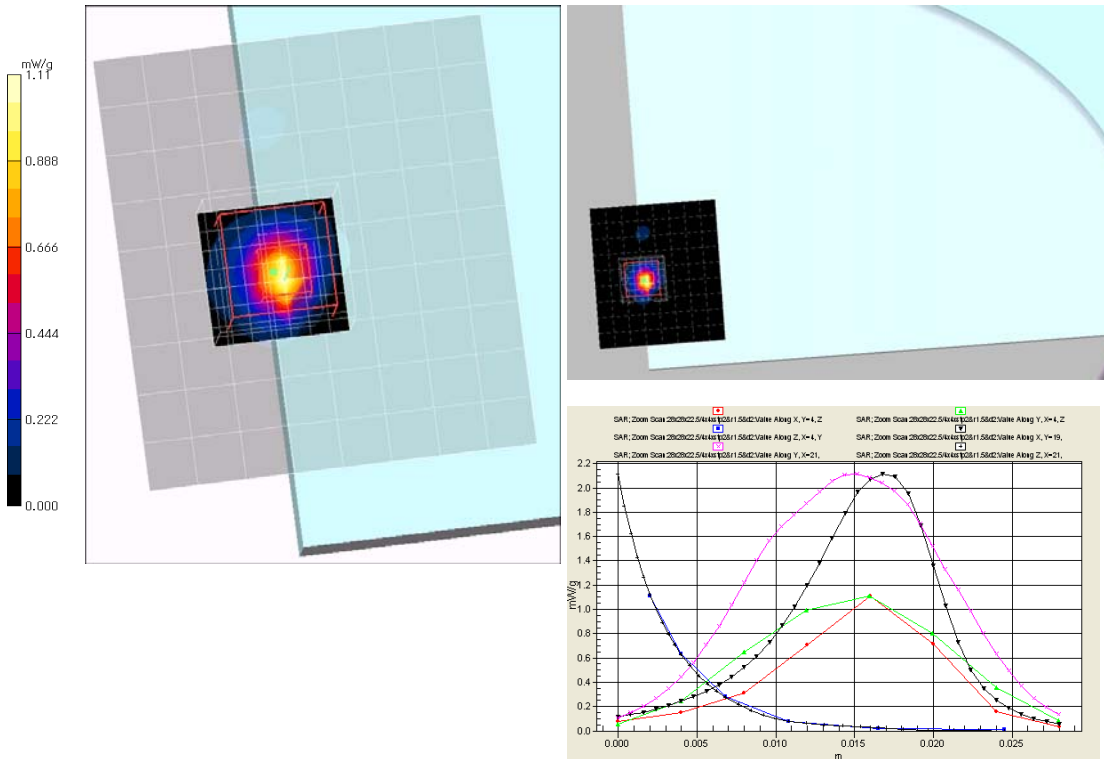 mW/g
1.11
0.888
0.666
0.444
0.222
0.000
SAR; Zoom Scan:28x28x22.5/4x4xstp2&r1.5&d2:Value Along X, Y=4, Z
SAR; Zoom Scan:28x28x22.5/4x4xstp2&r1.5&d2:Value Along Y, X=4, Z
SAR; Zoom Scan:28x28x22.5/4x4xstp2&r1.5&d2:Value Along Z, X=4, Y
SAR; Zoom Scan:28x28x22.5/4x4xstp2&r1.5&d2:Value Along X, Y=19,
SAR; Zoom Scan:28x28x22.5/4x4xstp2&r1.5&d2:Value Along Y, X=21,
SAR; Zoom Scan:28x28x22.5/4x4xstp2&r1.5&d2:Value Along Z, X=21,
2.2
2.0
1.8
1.6
1.4
1.2
1.0
mW/g
0.8
0.6
0.4
0.2
0.0
0.000 0.005 0.010 0.015 0.020 0.025
m